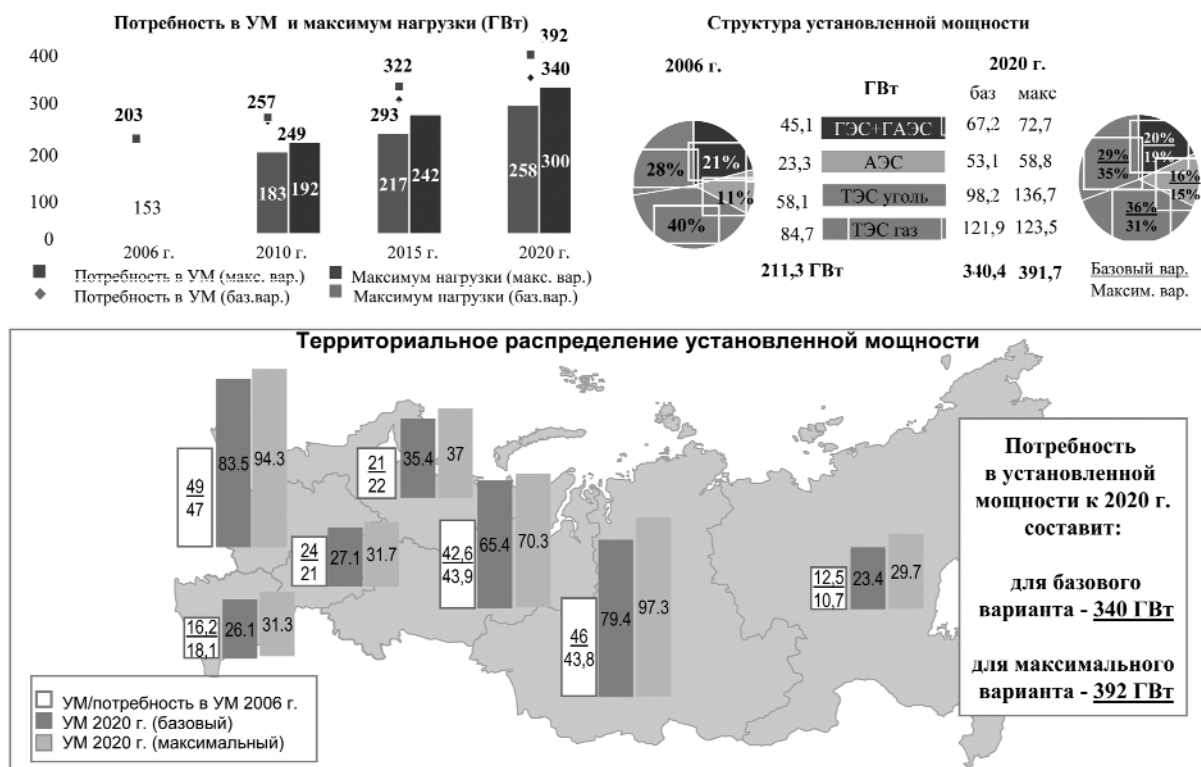 Потребность в УМ и максимум нагрузки (ГВт)
400
300
200
100
0
203
153
257
249
183
192
322
293
217
242
392
340
258
300
2006 г.
2010 г.
2015 г.
2020 г.
Потребность в УМ (макс. вар.)
Потребность в УМ (баз.вар.)
Максимум нагрузки (макс. вар.)
Максимум нагрузки (баз.вар.)
Структура установленной мощности
2006 г.
2020 г.
ГВт
баз
макс
28%
21%
11%
40%
45,1
ГЭС+ГАЭС
67,2
72,7
23,3
АЭС
53,1
58,8
58,1
ТЭС уголь
98,2
136,7
84,7
ТЭС газ
121,9
123,5
211,3 ГВт
340,4
391,7
20%
19%
29%
35%
16%
15%
36%
31%
Базовый вар.
Максим. вар.
Территориальное распределение установленной мощности
49
47
83.5
94.3
21
22
35.4
37
24
21
27.1
31.7
42,6
43,9
65.4
70.3
16,2
18,1
26.1
31.3
46
43,8
79.4
97.3
12,5
10,7
23.4
29.7
УМ/потребность в УМ 2006 г.
УМ 2020 г. (базовый)
УМ 2020 г. (максимальный)
Потребность
в установленной
мощности к 2020 г.
составит:
для базового
варианта - 340 ГВт
для максимального
варианта - 392 ГВт